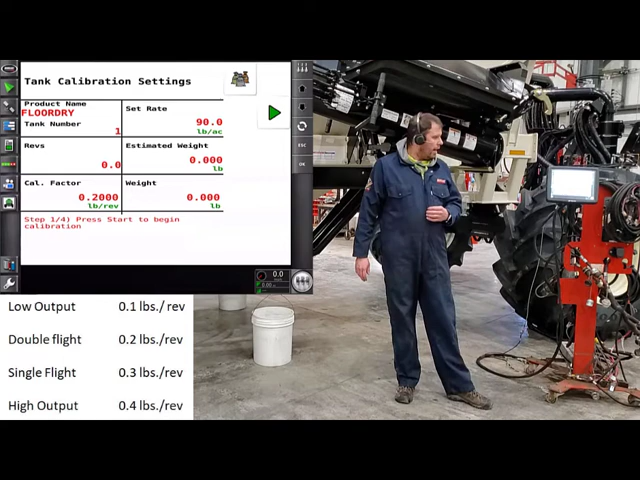 Tank Calibration Settings
Product Name
FLOORDRY
Tank Number
1
Set Rate
90.0
lb/ac
Revs
0.0
Estimated Weight
0.000
lb
Cal. Factor
0.2000
lb/rev
Weight
0.000
lb
Step 1/4) Press Start to begin
calibration
ESC
OK
0.0
Low Output 0.1 lbs./ rev
Double flight 0.2 lbs./rev
Single Flight 0.3 lbs./rev
High Output 0.4 lbs./rev